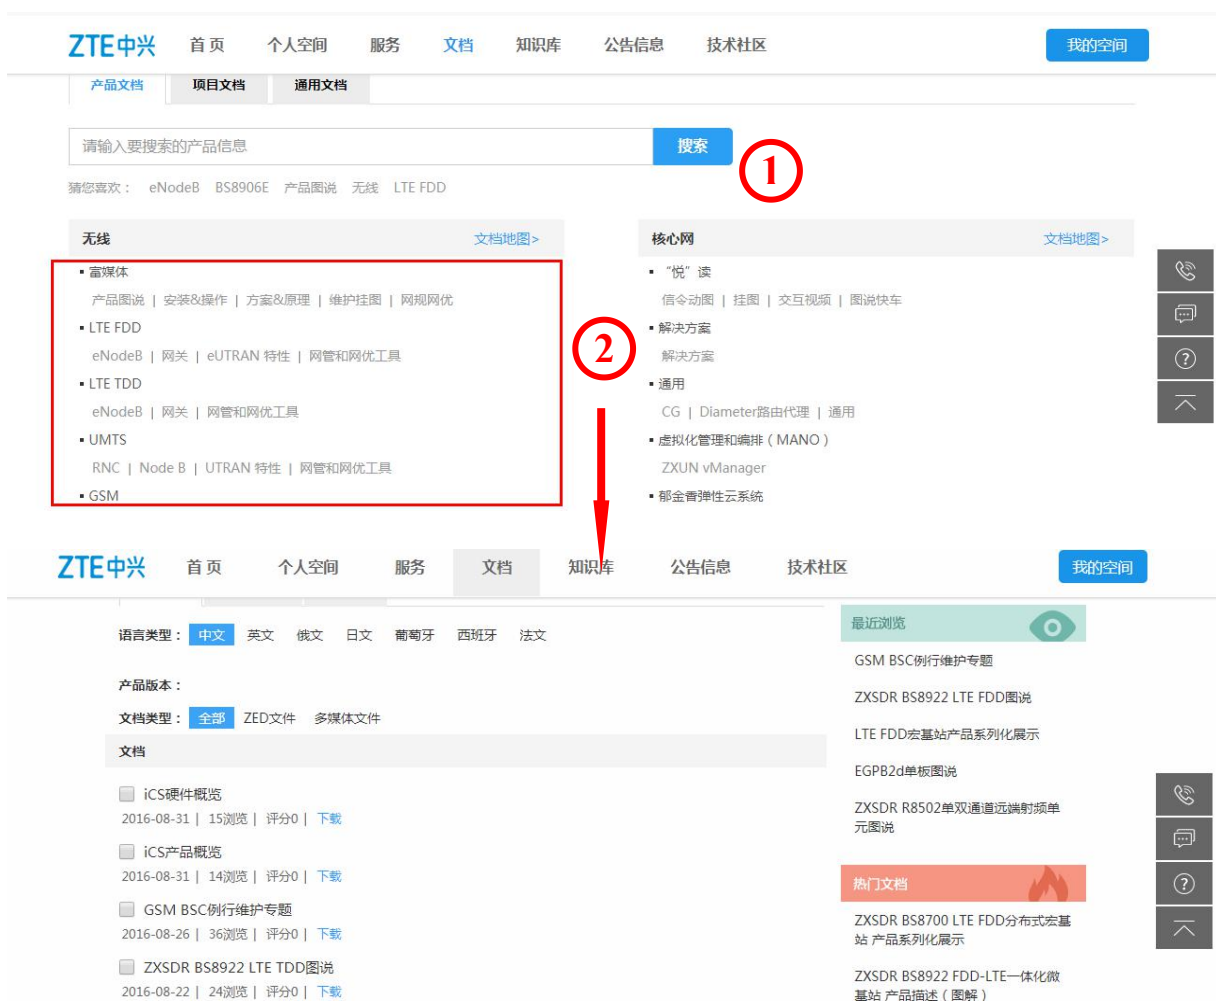 ZTE中兴 首 页 个人空间 服务 文档 知识库 公告信息 技术社区 我的空间
产品文档 项目文档 通用文档
请输入要搜索的产品信息 搜索
1
猜您喜欢： eNodeB BS8906E 产品图说 无线 LTE FDD
无线 文档地图>
▪ 富媒体
产品图说 | 安装&操作 | 方案&原理 | 维护挂图 | 网规网优
▪ LTE FDD
eNodeB | 网关 | eUTRAN 特性 | 网管和网优工具
▪ LTE TDD
eNodeB | 网关 | 网管和网优工具
▪ UMTS
RNC | Node B | UTRAN 特性 | 网管和网优工具
▪ GSM
2
核心网 文档地图>
▪ “悦”读
信令动图 | 挂图 | 交互视频 | 图说快车
▪ 解决方案
解决方案
▪ 通用
CG | Diameter路由代理 | 通用
▪ 虚拟化管理和编排（MANO）
ZXUN vManager
▪ 郁金香弹性云系统
ZTE中兴 首 页 个人空间 服务 文档 知识库 公告信息 技术社区 我的空间
语言类型： 中文 英文 俄文 日文 葡萄牙 西班牙 法文
产品版本：
文档类型： 全部 ZED文件 多媒体文件
文档
iCS硬件概览
2016-08-31 | 15浏览 | 评分0 | 下载
iCS产品概览
2016-08-31 | 14浏览 | 评分0 | 下载
GSM BSC例行维护专题
2016-08-26 | 36浏览 | 评分0 | 下载
ZXSDR BS8922 LTE TDD图说
2016-08-22 | 24浏览 | 评分0 | 下载
最近浏览
GSM BSC例行维护专题
ZXSDR BS8922 LTE FDD图说
LTE FDD宏基站产品系列化展示
EGPB2d单板图说
ZXSDR R8502单双通道远端射频单
元图说
热门文档
ZXSDR BS8700 LTE FDD分布式宏基
站 产品系列化展示
ZXSDR BS8922 FDD-LTE一体化微
基站 产品描述（图解）